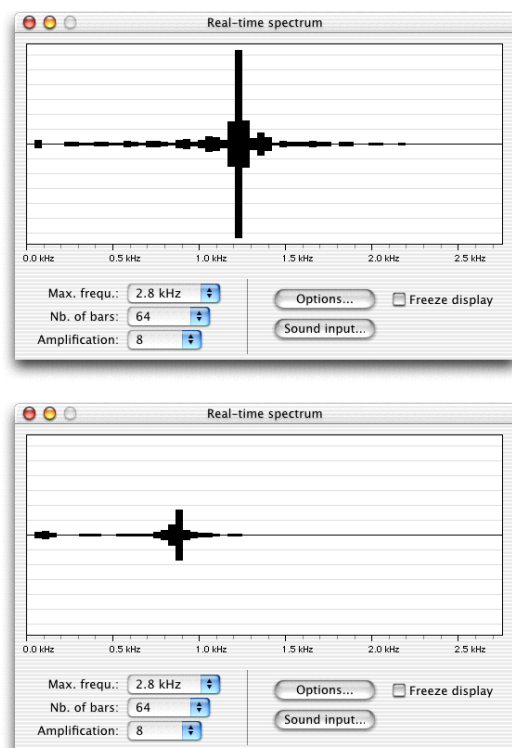 Real-time spectrum
0.0 kHz 0.5 kHz 1.0 kHz 1.5 kHz 2.0 kHz 2.5 kHz
Max. frequ.: 2.8 kHz Options... Freeze display
Nb. of bars: 64
Sound input...
Amplification: 8
Real-time spectrum
0.0 kHz 0.5 kHz 1.0 kHz 1.5 kHz 2.0 kHz 2.5 kHz
Max. frequ.: 2.8 kHz Options... Freeze display
Nb. of bars: 64
Sound input...
Amplification: 8